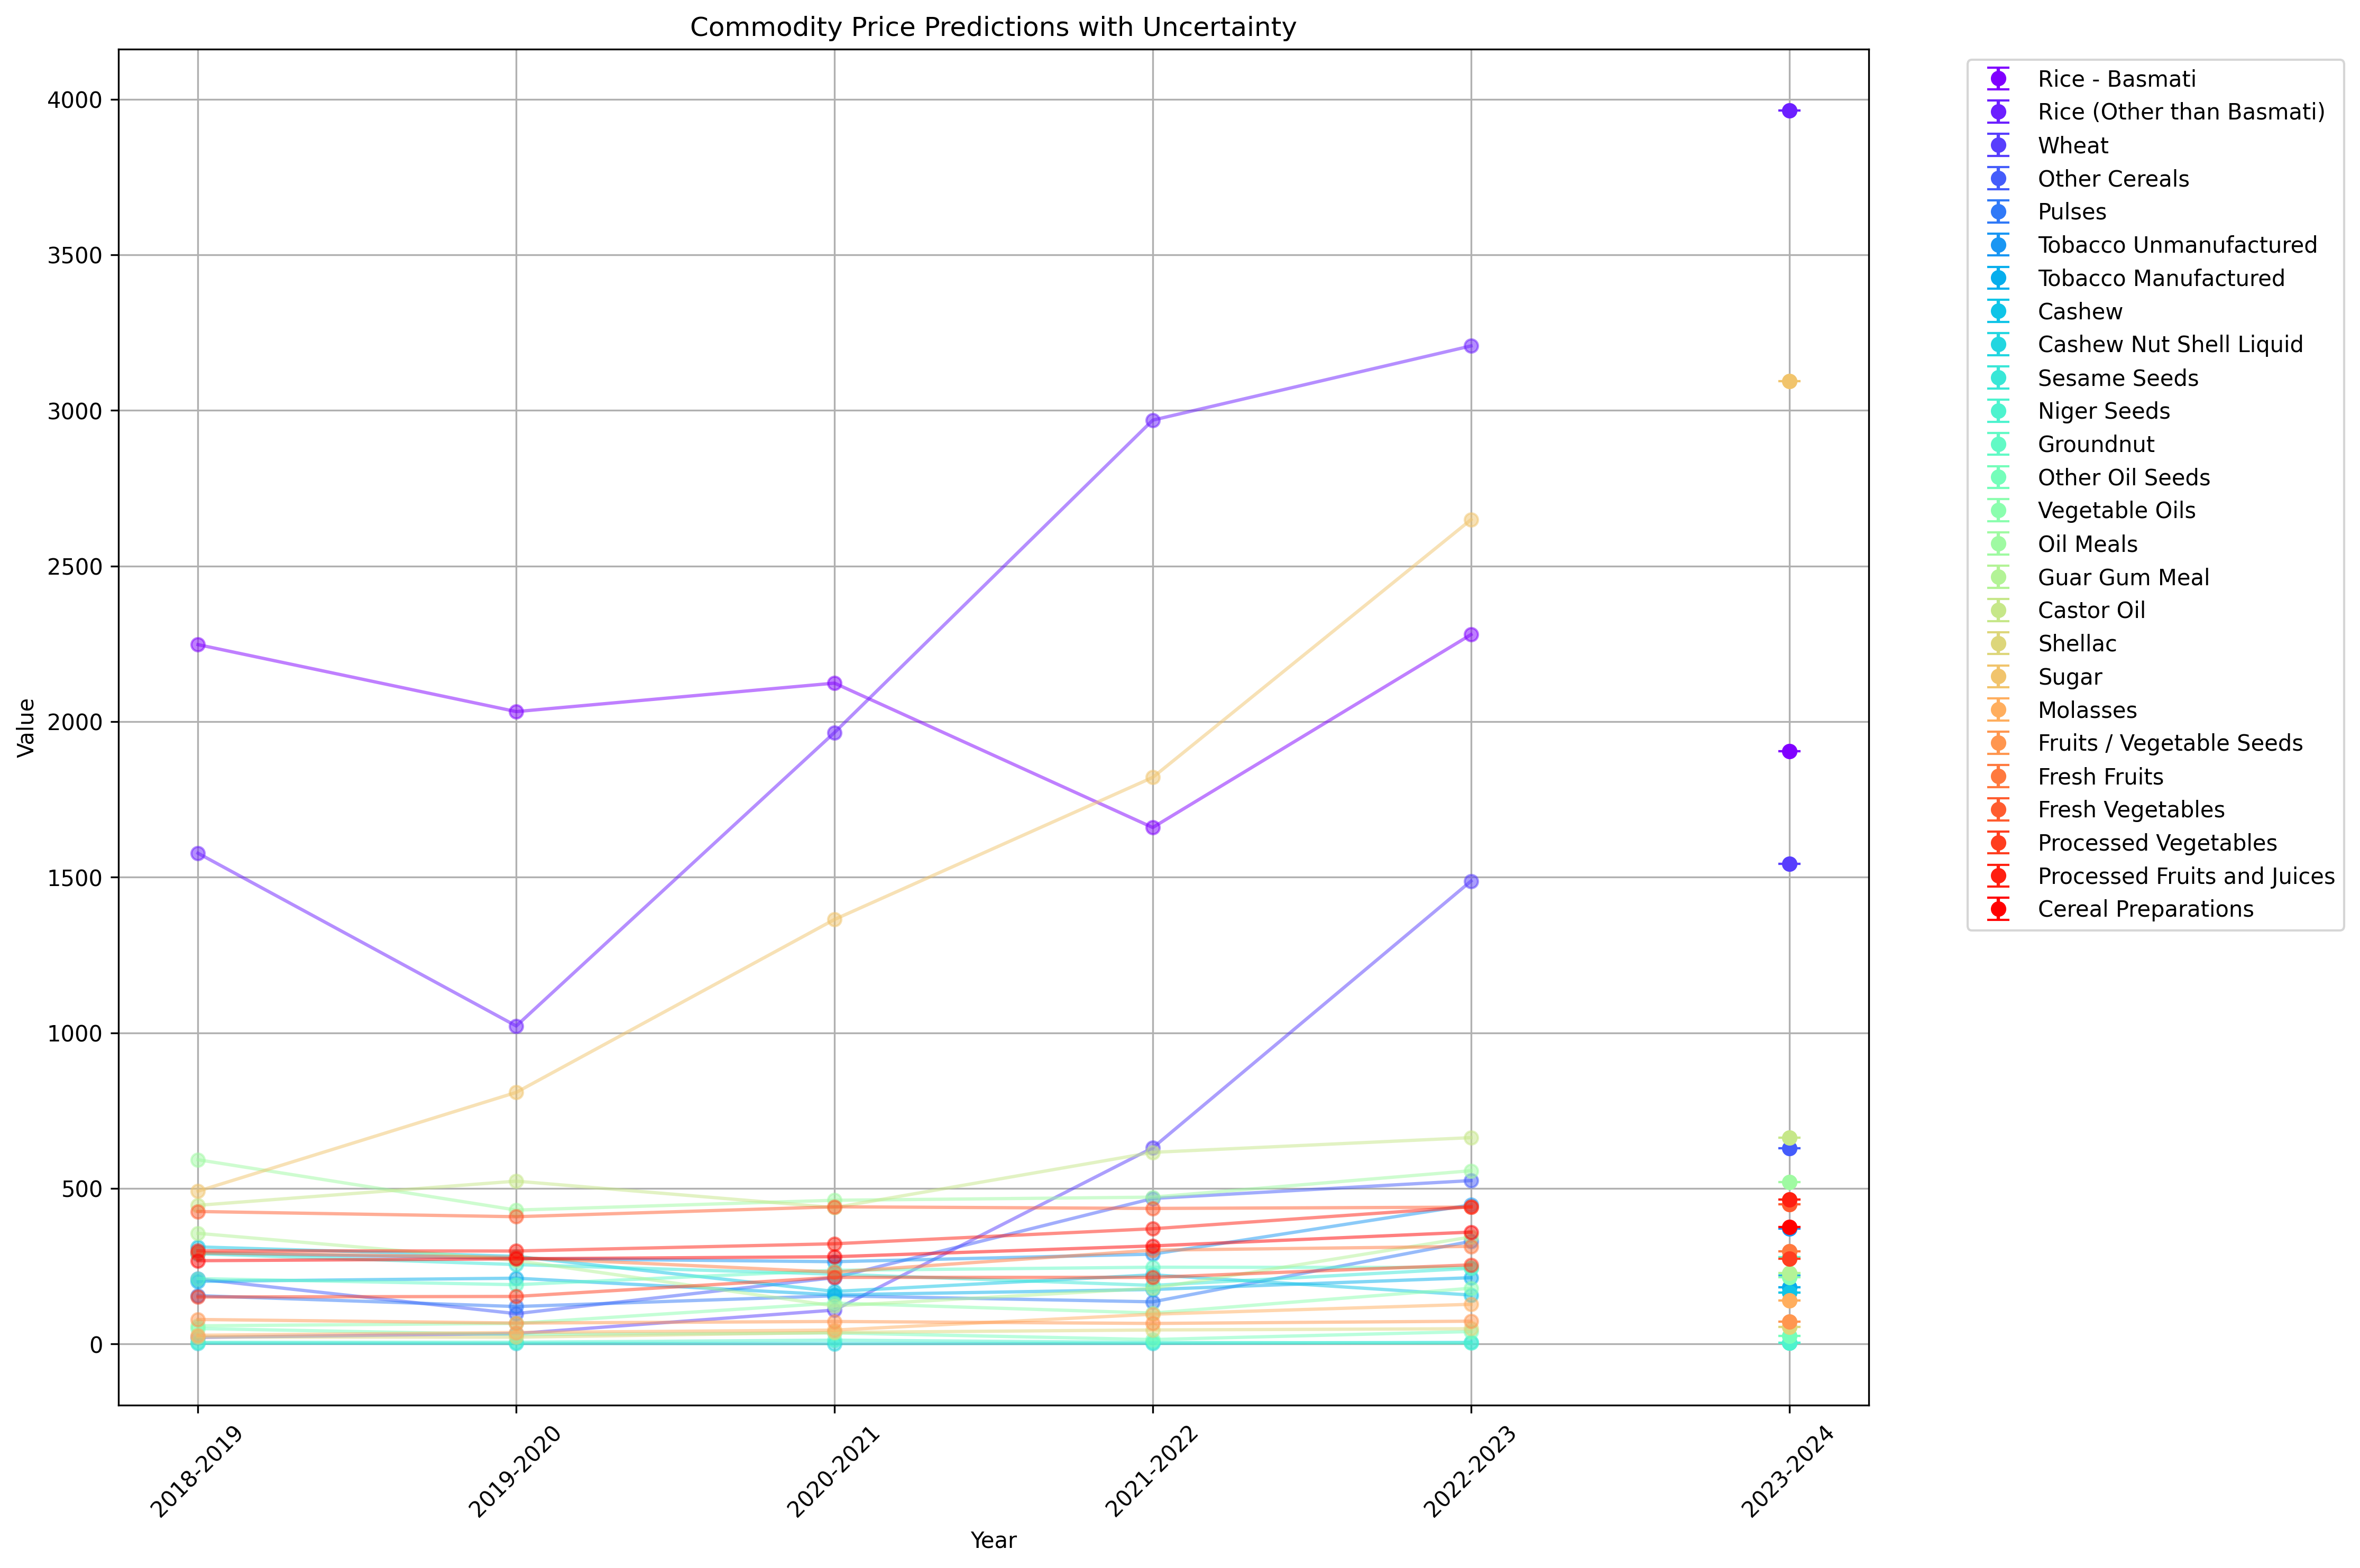 Commodity Price Predictions with Uncertainty
4000
3500
3000
2500
2000
1500
1000
500
0
Value
2018-2019
2019-2020
2020-2021
2021-2022
2022-2023
2023-2024
Year
Rice - Basmati
Rice (Other than Basmati)
Wheat
Other Cereals
Pulses
Tobacco Unmanufactured
Tobacco Manufactured
Cashew
Cashew Nut Shell Liquid
Sesame Seeds
Niger Seeds
Groundnut
Other Oil Seeds
Vegetable Oils
Oil Meals
Guar Gum Meal
Castor Oil
Shellac
Sugar
Molasses
Fruits / Vegetable Seeds
Fresh Fruits
Fresh Vegetables
Processed Vegetables
Processed Fruits and Juices
Cereal Preparations